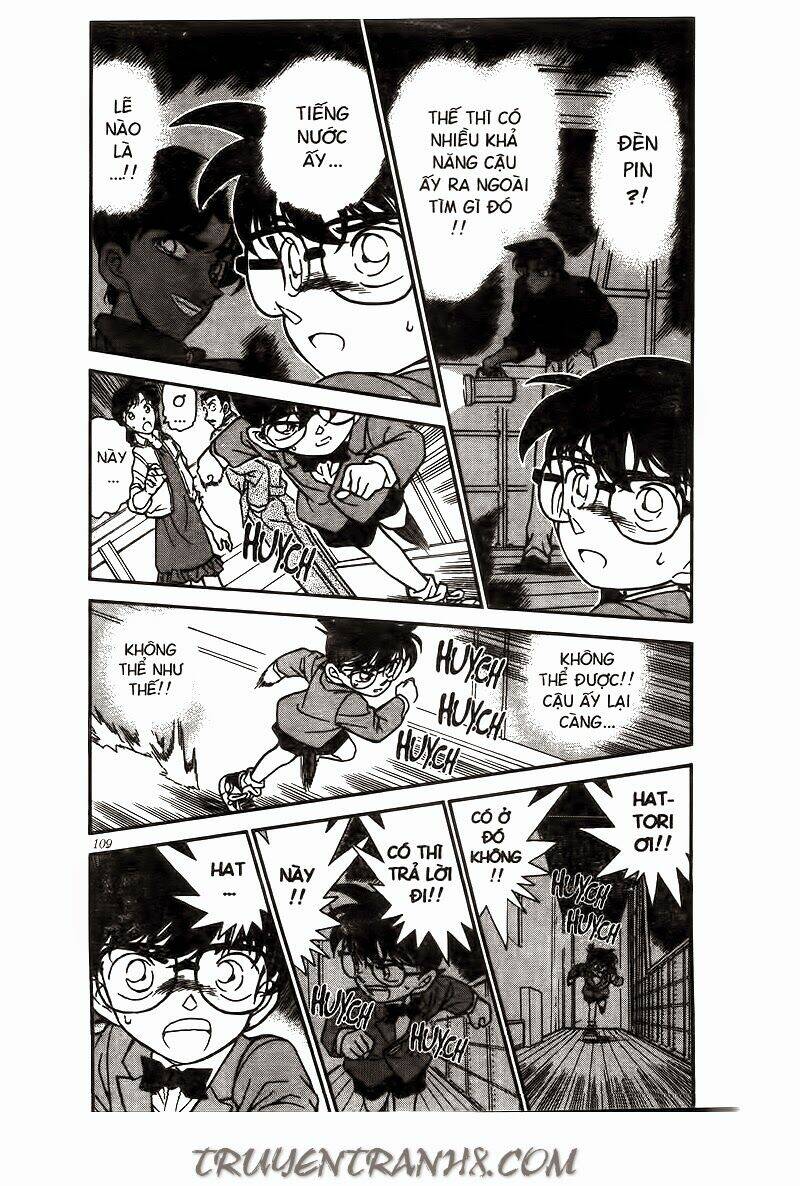 ĐÈN
PIN
?!
THẾ THÌ CÓ
NHIỀU KHẢ
NĂNG CẬU
ẤY RA NGOÀI
TÌM GÌ ĐÓ
!!
TIẾNG
NƯỚC
ẤY...
LẼ
NÀO
LÀ
...!!
Ơ...
NÀY
...
HUỴCH
KHÔNG
THỂ ĐƯỢC!!
CẬU ẤY LẠI
CÀNG...
HUỴCH
HUỴCH
HUỴCH
KHÔNG
THỂ NHƯ
THẾ!!
HAT-
TORI
ƠI!!
HUỴCH
HUỴCH
CÓ Ở
ĐÓ
KHÔNG
!!
CÓ THÌ
TRẢ LỜI
ĐI!!
NÀY
!!
HUỴCH
HUỴCH
HAT
...
109
TRUYENTRANH8.COM